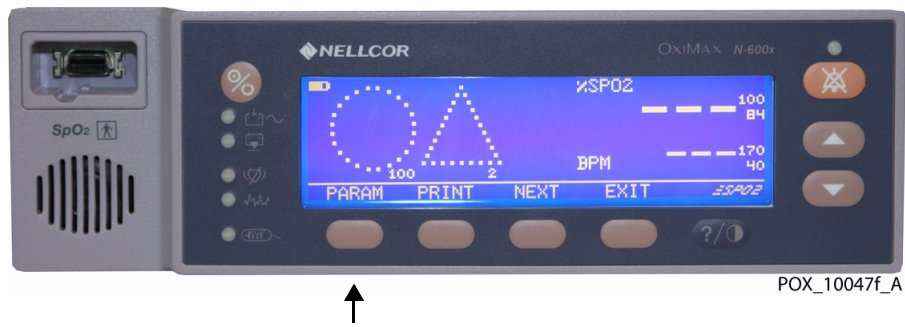 NELLCOR
OXIMAX N-600x
SpO2
%SPO2
100
84
100
2
BPM
170
40
PARAM PRINT NEXT EXIT SPO2
?/
POX_10047f_A